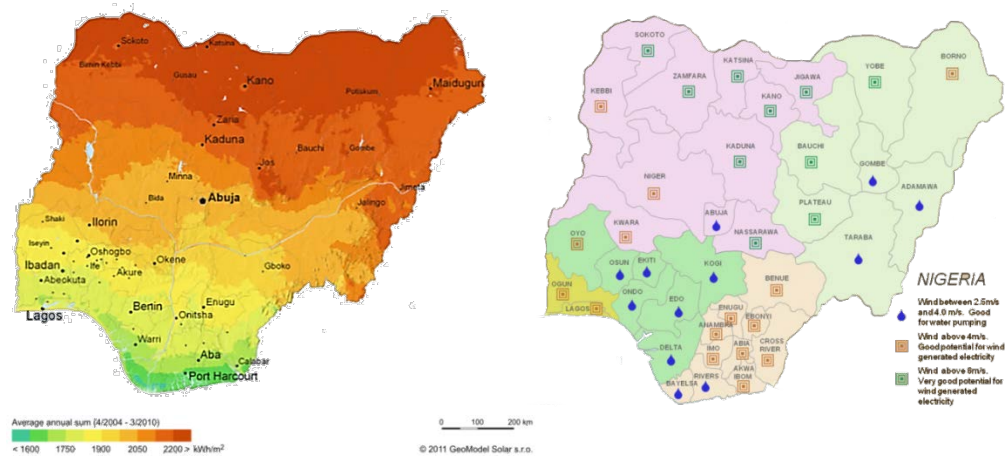 Sokoto
Katsina
Birnin Kebbi
Gusau
Kano
Maiduguri
Potiskum
Zaria
Kaduna
Bauchi
Gombe
Jos
Minna
Jimeta
Bida
Abuja
Jalingo
Shaki
Ilorin
Iseyin
Oshogbo
Ibadan
Ife
Okene
Gboko
Akure
Abeokuta
Lagos
Benin
Enugu
Onitsha
Warri
Aba
Calabar
Port Harcourt
Average annual sum (4/2004 - 3/2010)
< 1600 1750 1900 2050 2200 > kWh/m²
0 100 200 km
© 2011 GeoModel Solar s.r.o.
SOKOTO
KATSINA
YOBE
BORNO
ZAMFARA
JIGAWA
KEBBI
KANO
KADUNA
BAUCHI
GOMBE
NIGER
ADAMAWA
PLATEAU
ABUJA
KWARA
NASSARAWA
TARABA
OYO
OSUN
EKITI
KOGI
BENUE
OGUN
LAGOS
ONDO
EDO
ENUGU
EBONYI
ANAMBRA
DELTA
IMO
ABIA
CROSS
RIVER
AKWA
IBOM
RIVERS
BAYELSA
NIGERIA
Wind between 2.5m/s
and 4.0 m/s. Good
for water pumping
Wind above 4m/s.
Good potential for wind
generated electricity
Wind above 8m/s.
Very good potential for
wind generated
electricity